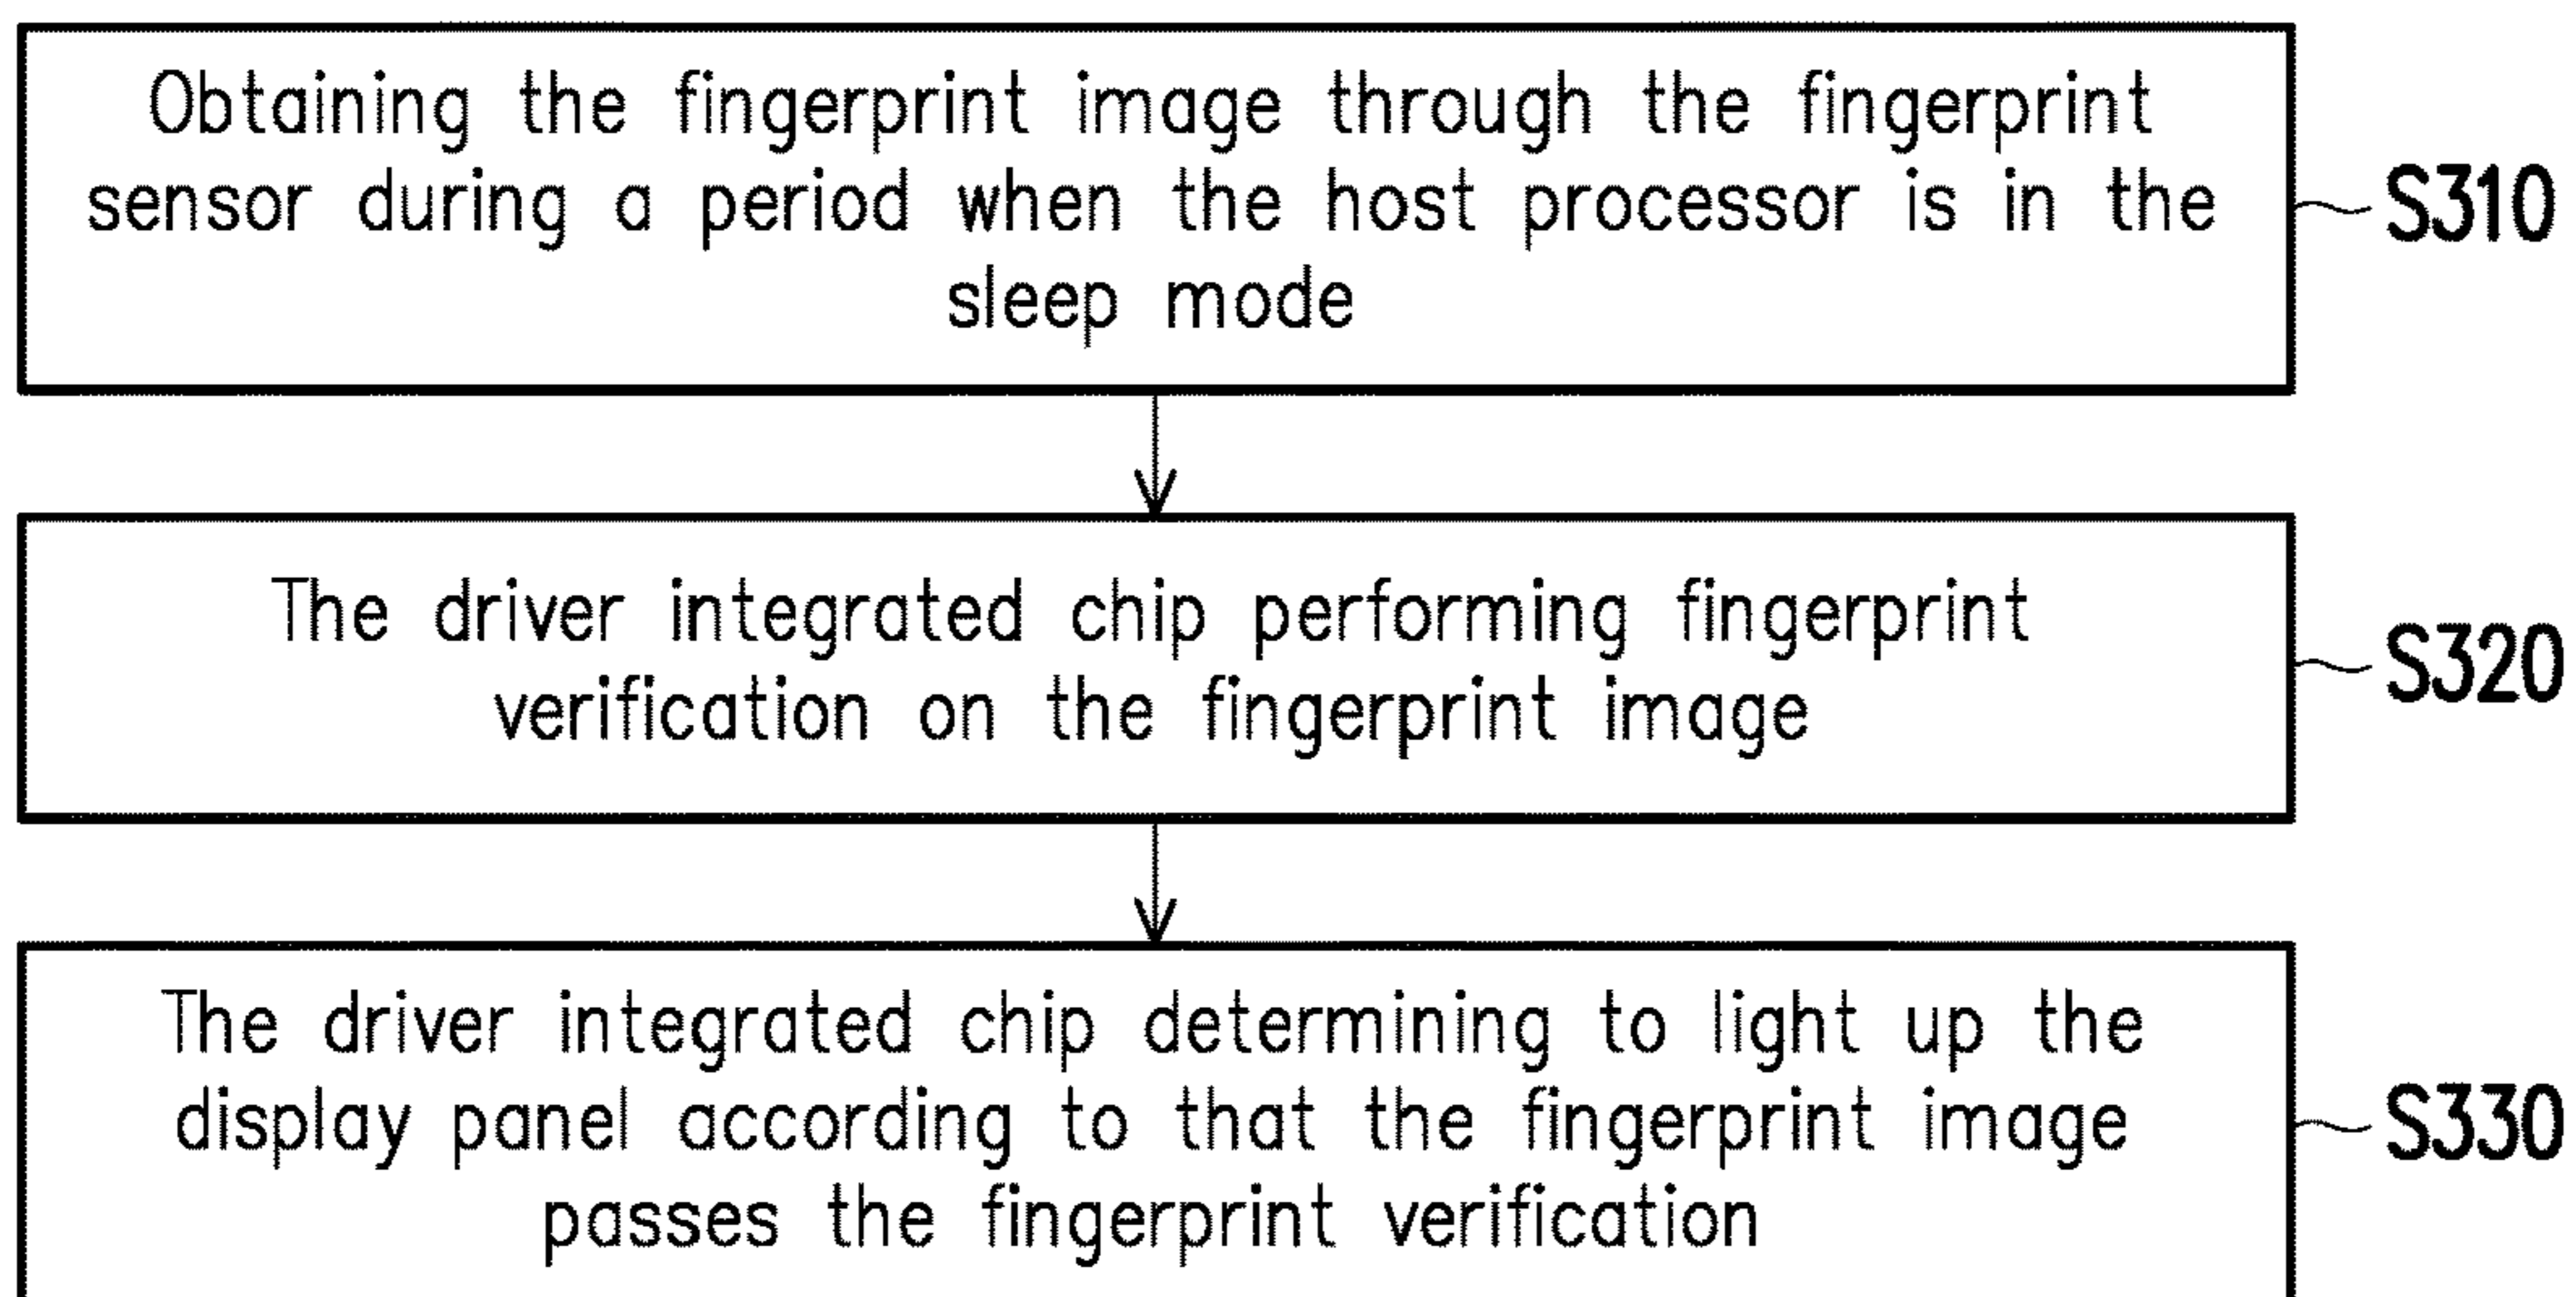 Obtaining the fingerprint image through the fingerprint
sensor during a period when the host processor is in the
sleep mode
S310
The driver integrated chip performing fingerprint
verification on the fingerprint image
S320
The driver integrated chip determining to light up the
display panel according to that the fingerprint image
passes the fingerprint verification
S330